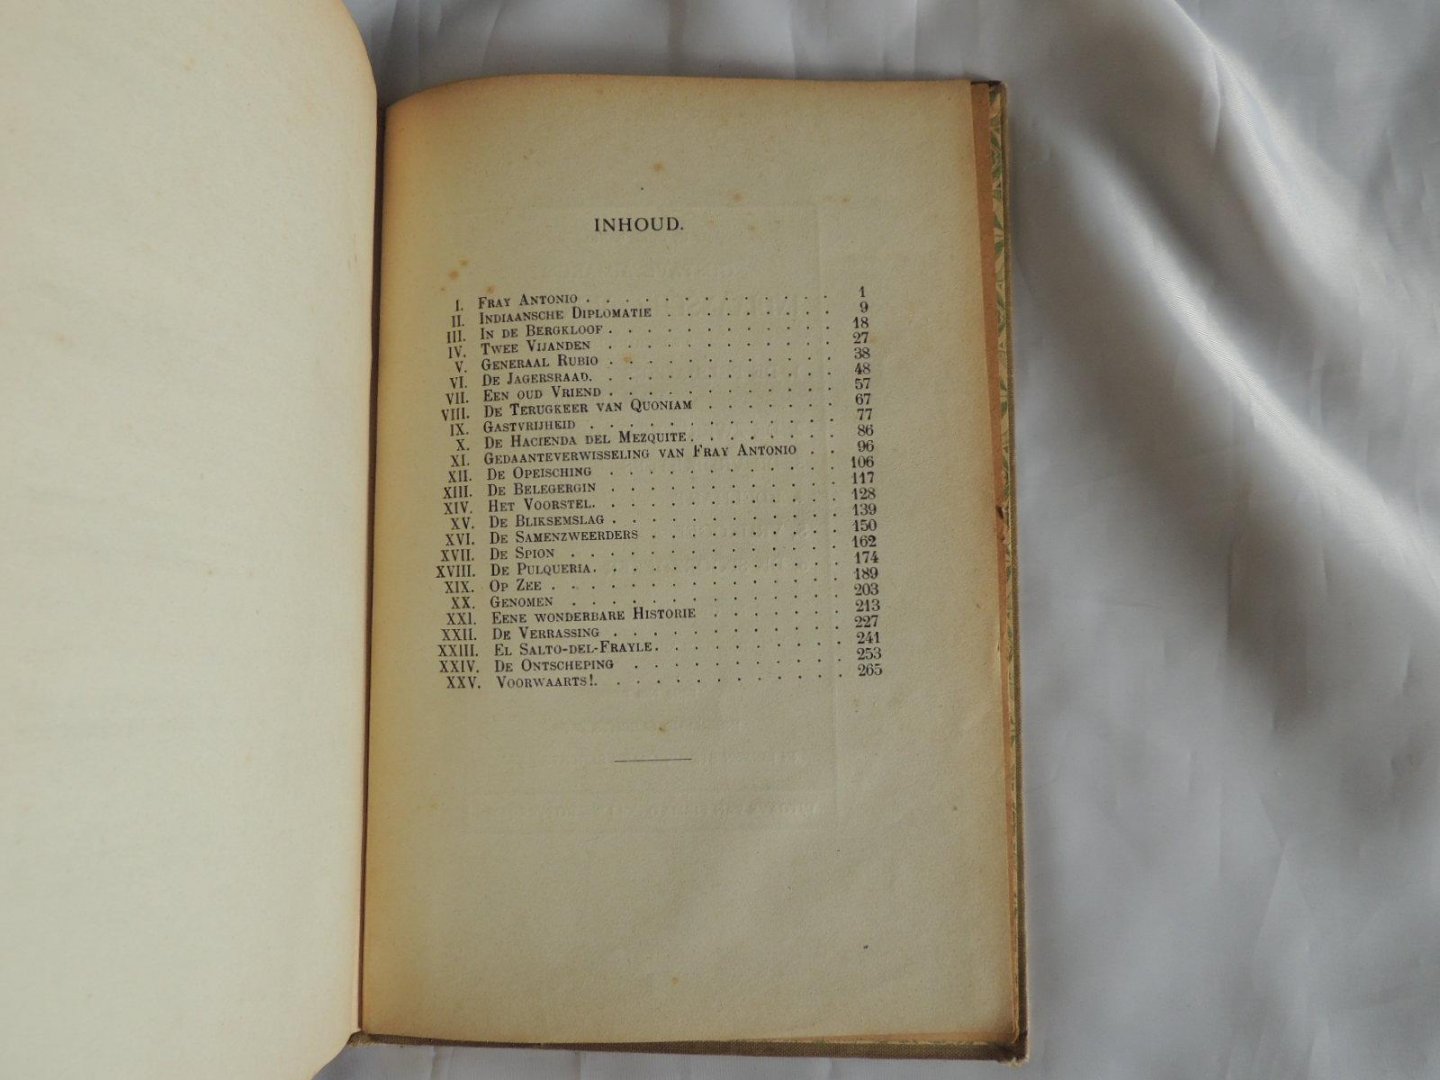 INHOUD.
I. Fray Antonio . . . . . . . . . . . . . 1
II. Indiaansche Diplomatie . . . . . . . . . 9
III. In de Bergkloof . . . . . . . . . . . . 18
IV. Twee Vijanden . . . . . . . . . . . . 27
V. Generaal Rubio . . . . . . . . . . . . 38
VI. De Jagersraad. . . . . . . . . . . . . 48
VII. Een oud Vriend . . . . . . . . . . . . 57
VIII. De Terugkeer van Quoniam . . . . . . . 67
IX. Gastvrijheid . . . . . . . . . . . . . 77
X. De Hacienda del Mezquite. . . . . . . . 86
XI. Gedaanteverwisseling van Fray Antonio . . 96
XII. De Opeisching . . . . . . . . . . . . 106
XIII. De Belegergin . . . . . . . . . . . . 117
XIV. Het Voorstel. . . . . . . . . . . . . 128
XV. De Bliksemslag . . . . . . . . . . . . 139
XVI. De Samenzweerders . . . . . . . . . . 150
XVII. De Spion . . . . . . . . . . . . . . 162
XVIII. De Pulqueria. . . . . . . . . . . . . 174
XIX. Op Zee . . . . . . . . . . . . . . . 189
XX. Genomen . . . . . . . . . . . . . . 203
XXI. Eene wonderbare Historie . . . . . . . 213
XXII. De Verrassing . . . . . . . . . . . . 227
XXIII. El Salto-del-Frayle. . . . . . . . . . 241
XXIV. De Ontscheping . . . . . . . . . . . 253
XXV. Voorwaarts!. . . . . . . . . . . . . 265